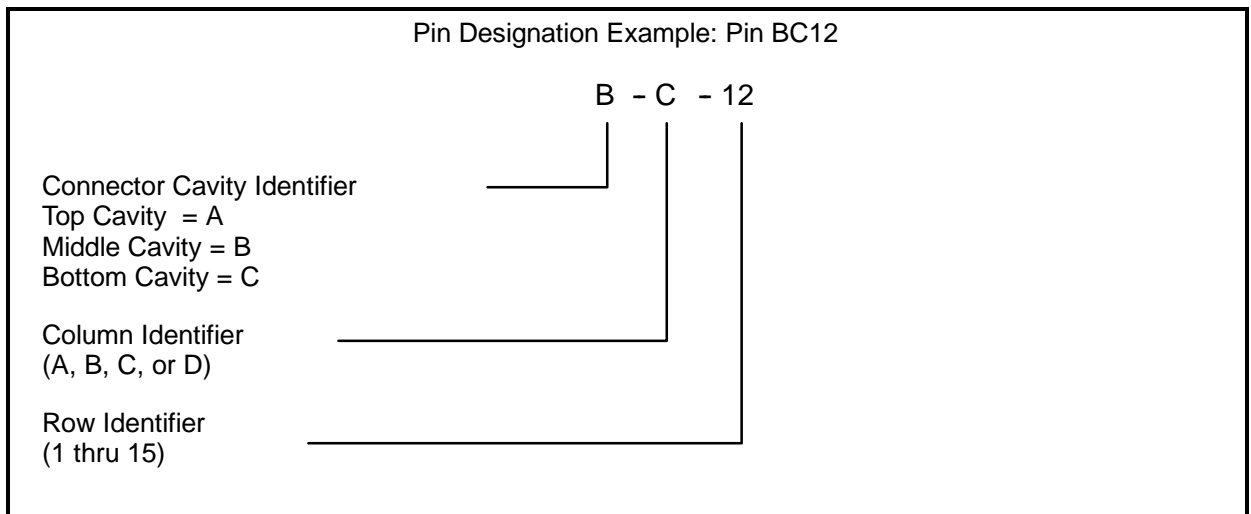 Pin Designation Example: Pin BC12
B - C - 12
Connector Cavity Identifier
Top Cavity = A
Middle Cavity = B
Bottom Cavity = C
Column Identifier
(A, B, C, or D)
Row Identifier
(1 thru 15)